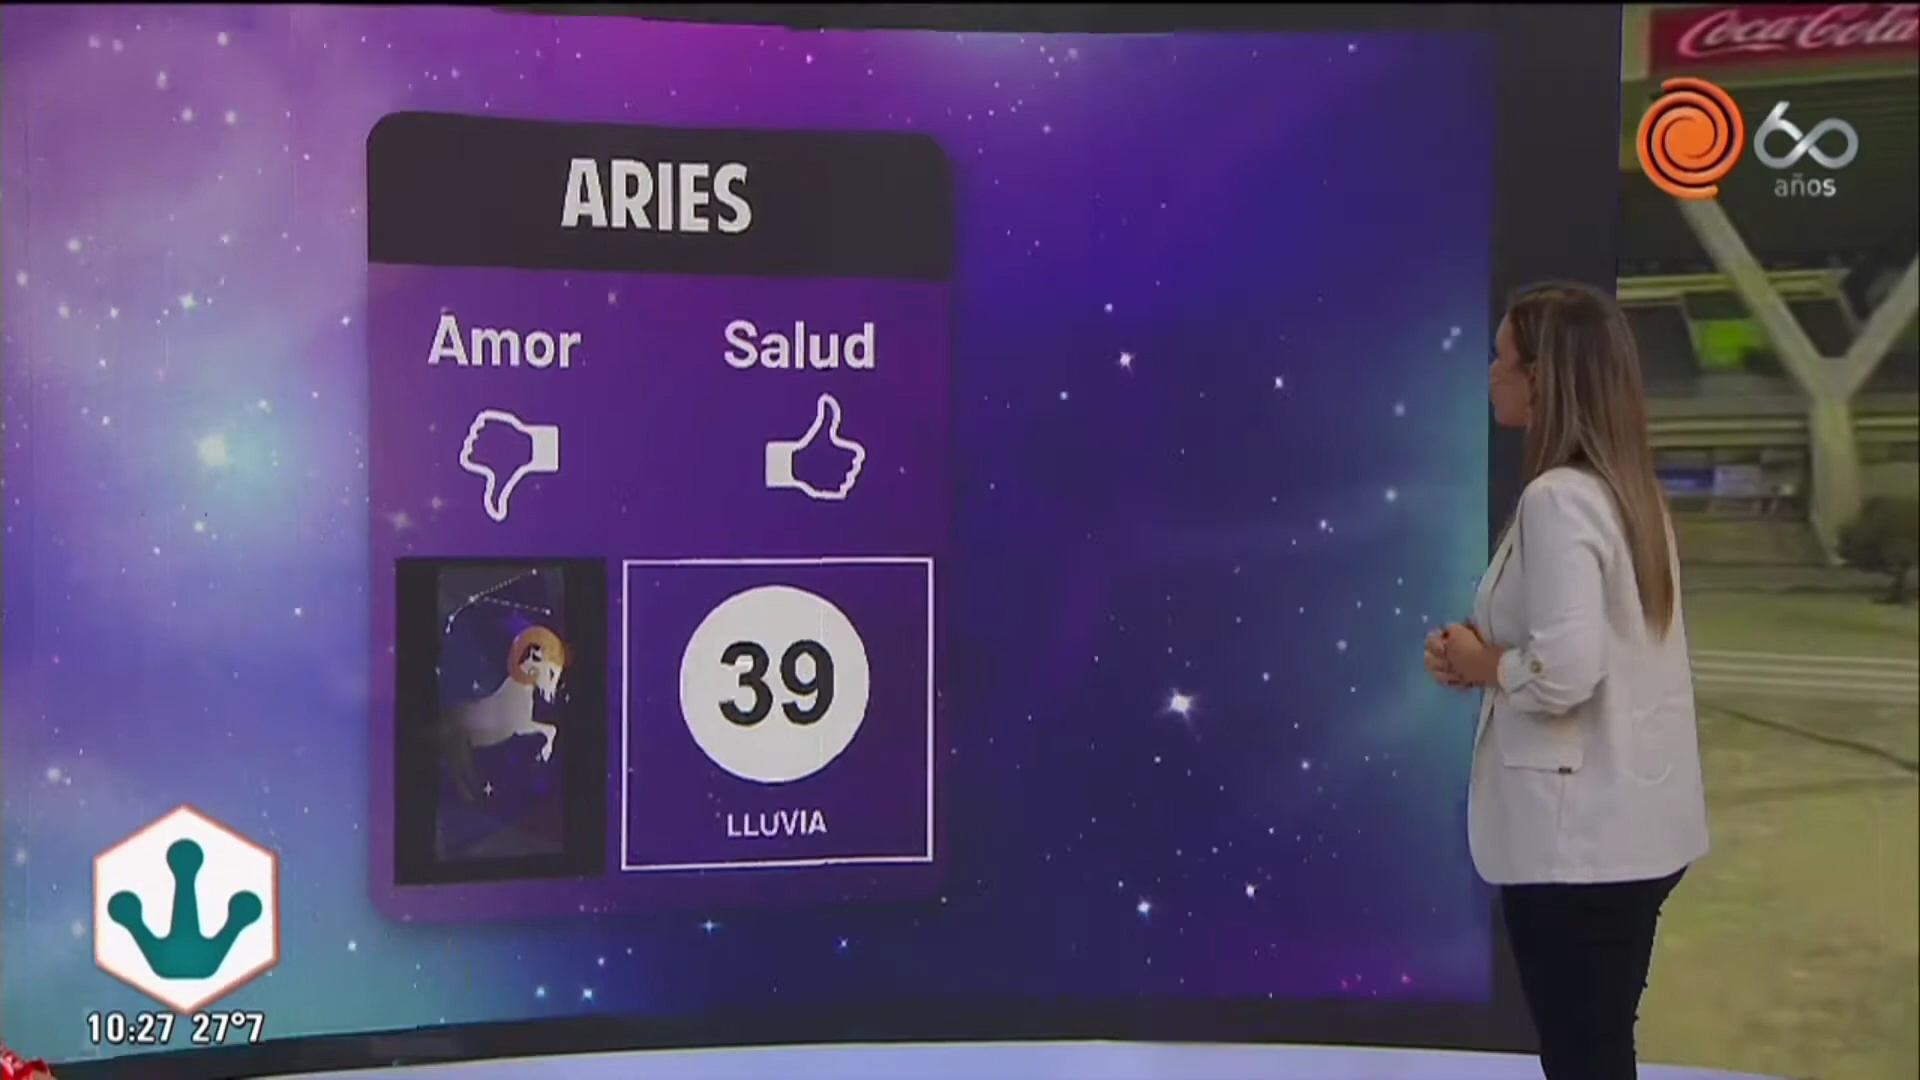 Coca-Cola
60
años
ARIES
Amor Salud
39
LLUVIA
10:27 27°7